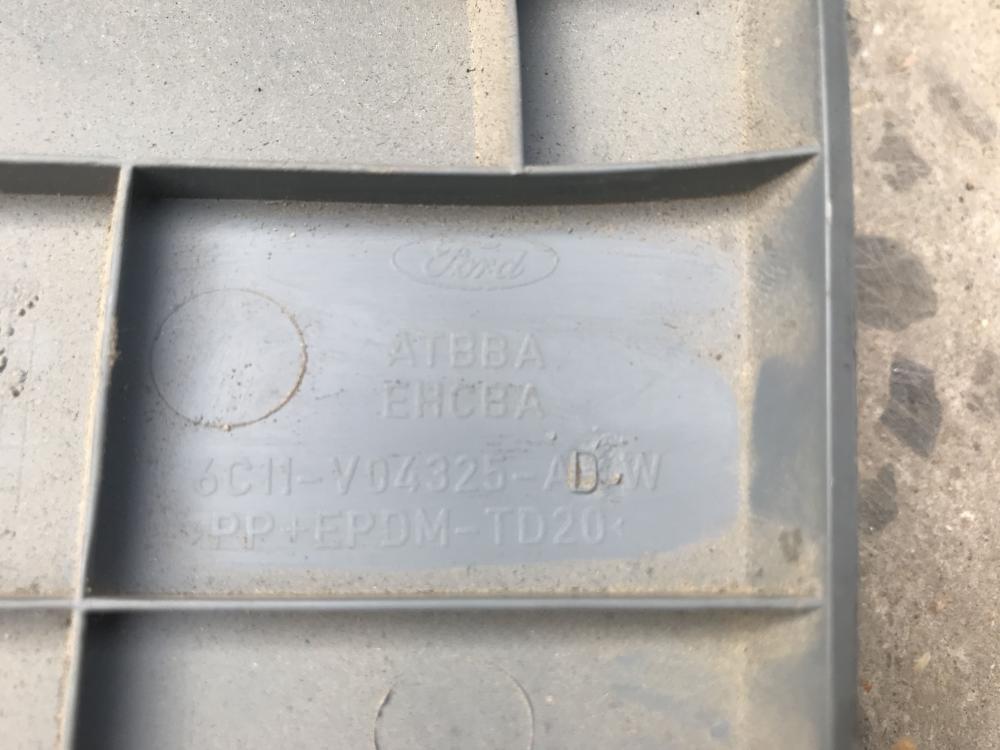 Ford
ATBBA
EHCBA
6C11-V04325-AD W
>PP+EPDM-TD20<